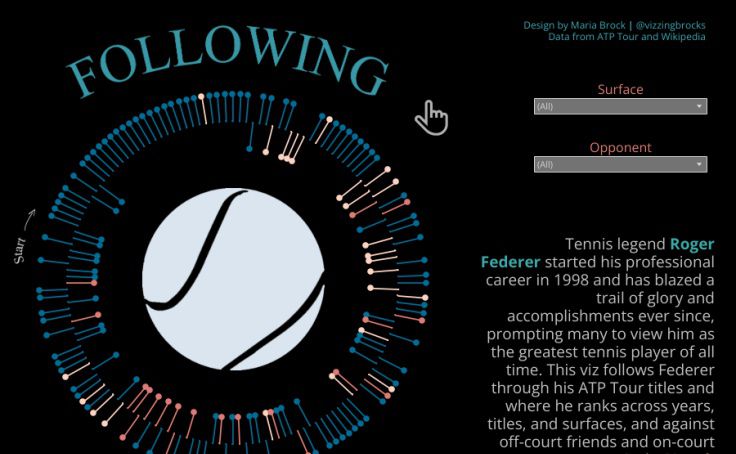 FOLLOWING
Design by Maria Brock | @vizzingbrocks
Data from ATP Tour and Wikipedia
Surface
(All)
Opponent
(All)
Start
Tennis legend Roger
Federer started his professional
career in 1998 and has blazed a
trail of glory and
accomplishments ever since,
prompting many to view him as
the greatest tennis player of all
time. This viz follows Federer
through his ATP Tour titles and
where he ranks across years,
titles, and surfaces, and against
off-court friends and on-court